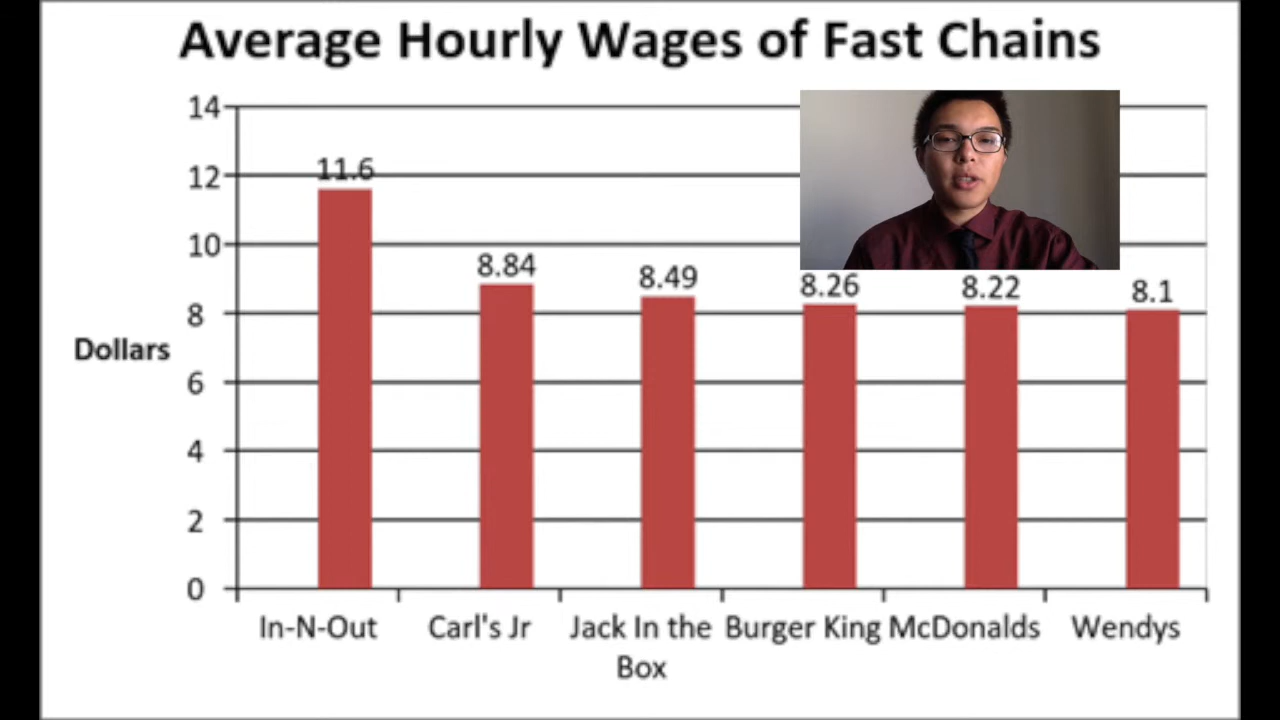 Average Hourly Wages of Fast Chains
14
12
10
8
6
4
2
0
Dollars
11.6
8.84
8.49
8.26
8.22
8.1
In-N-Out
Carl's Jr
Jack In the
Box
Burger King
McDonalds
Wendys